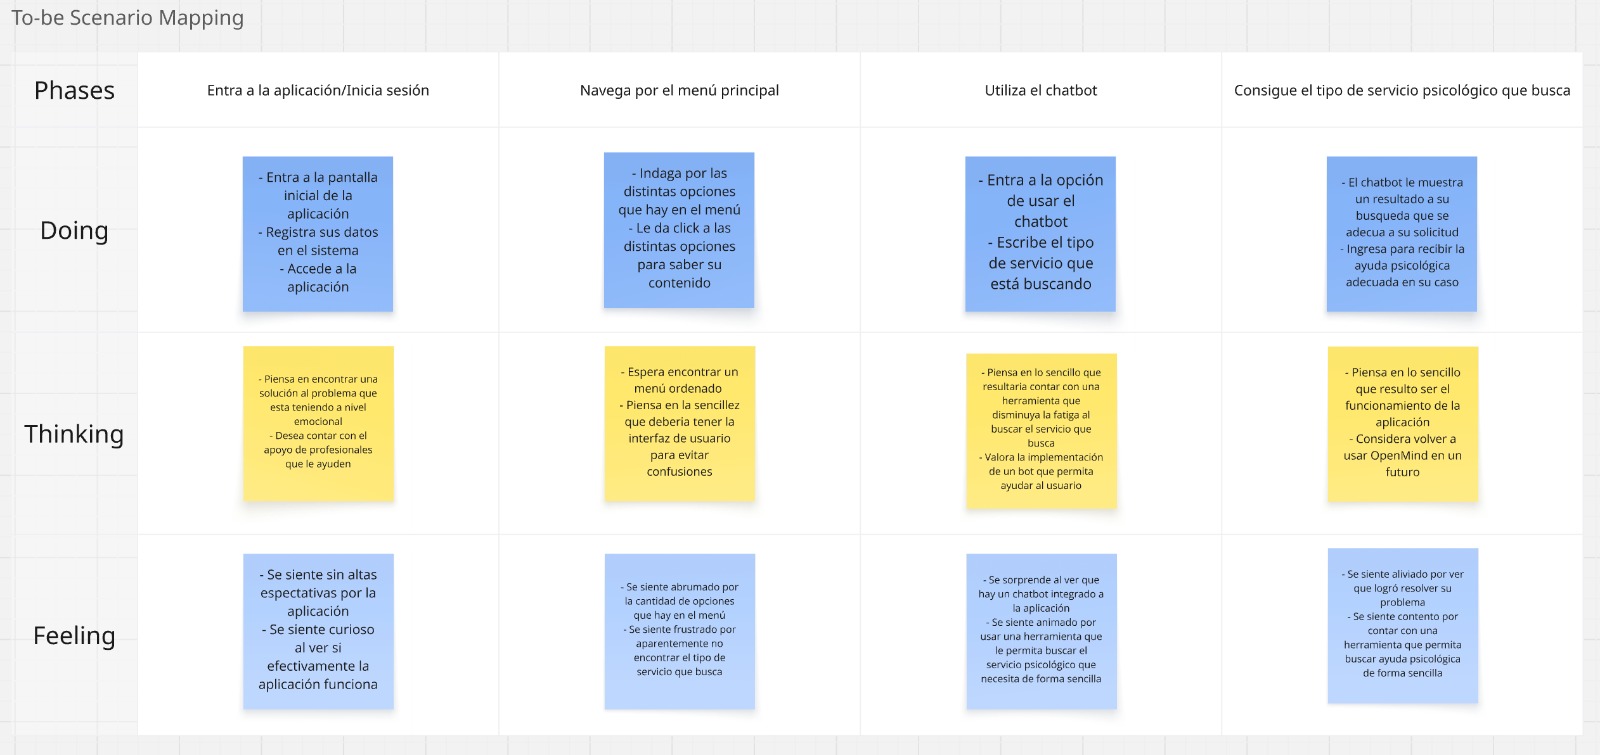 To-be Scenario Mapping
Phases
Entra a la aplicación/Inicia sesión
Navega por el menú principal
Utiliza el chatbot
Consigue el tipo de servicio psicológico que busca
Doing
- Entra a la pantalla
inicial de la
aplicación
- Registra sus datos
en el sistema
- Accede a la
aplicación
- Indaga por las
distintas opciones
que hay en el menú
- Le da click a las
distintas opciones
para saber su
contenido
- Entra a la opción
de usar el
chatbot
- Escribe el tipo
de servicio que
está buscando
- El chatbot le muestra
un resultado a su
busqueda que se
adecua a su solicitud
- Ingresa para recibir la
ayuda psicológica
adecuada en su caso
Thinking
- Piensa en encontrar una
solución al problema que
esta teniendo a nivel
emocional
- Desea contar con el
apoyo de profesionales
que le ayuden
- Espera encontrar un
menú ordenado
- Piensa en la sencillez
que deberia tener la
interfaz de usuario
para evitar
confusiones
- Piensa en lo sencillo que
resultaria contar con una
herramienta que
disminuya la fatiga al
buscar el servicio que
busca
- Valora la implementación
de un bot que permita
ayudar al usuario
- Piensa en lo sencillo
que resulto ser el
funcionamiento de la
aplicación
- Considera volver a
usar OpenMind en un
futuro
Feeling
- Se siente sin altas
espectativas por la
aplicación
- Se siente curioso
al ver si
efectivamente la
aplicación funciona
- Se siente abrumado por
la cantidad de opciones
que hay en el menú
- Se siente frustrado por
aparentemente no
encontrar el tipo de
servicio que busca
- Se sorprende al ver que
hay un chatbot integrado a
la aplicación
- Se siente animado por
usar una herramienta que
le permita buscar el
servicio psicológico que
necesita de forma sencilla
- Se siente aliviado por ver
que logró resolver su
problema
- Se siente contento por
contar con una
herramienta que permita
buscar ayuda psicológica
de forma sencilla